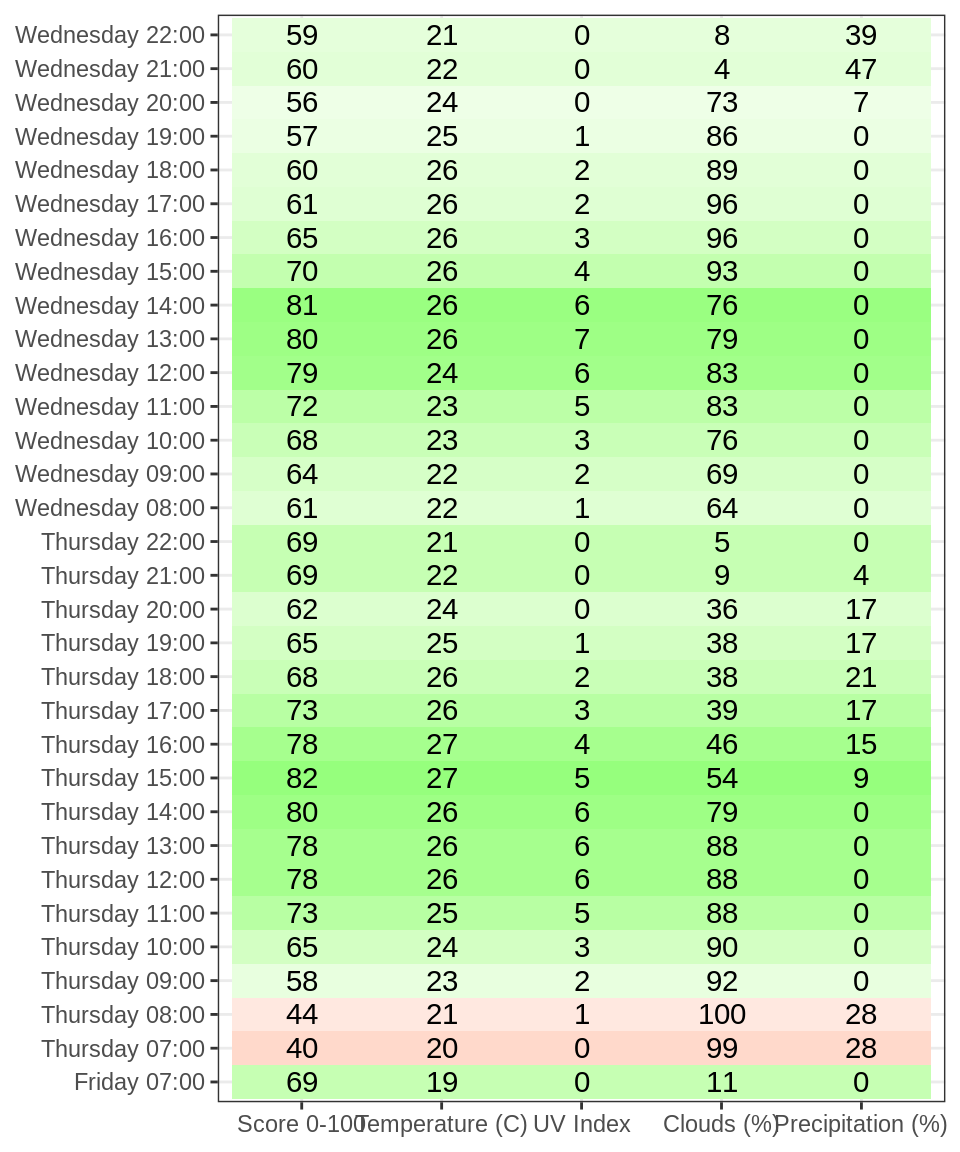 Wednesday 22:00 59 21 0 8 39
Wednesday 21:00 60 22 0 4 47
Wednesday 20:00 56 24 0 73 7
Wednesday 19:00 57 25 1 86 0
Wednesday 18:00 60 26 2 89 0
Wednesday 17:00 61 26 2 96 0
Wednesday 16:00 65 26 3 96 0
Wednesday 15:00 70 26 4 93 0
Wednesday 14:00 81 26 6 76 0
Wednesday 13:00 80 26 7 79 0
Wednesday 12:00 79 24 6 83 0
Wednesday 11:00 72 23 5 83 0
Wednesday 10:00 68 23 3 76 0
Wednesday 09:00 64 22 2 69 0
Wednesday 08:00 61 22 1 64 0
Thursday 22:00 69 21 0 5 0
Thursday 21:00 69 22 0 9 4
Thursday 20:00 62 24 0 36 17
Thursday 19:00 65 25 1 38 17
Thursday 18:00 68 26 2 38 21
Thursday 17:00 73 26 3 39 17
Thursday 16:00 78 27 4 46 15
Thursday 15:00 82 27 5 54 9
Thursday 14:00 80 26 6 79 0
Thursday 13:00 78 26 6 88 0
Thursday 12:00 78 26 6 88 0
Thursday 11:00 73 25 5 88 0
Thursday 10:00 65 24 3 90 0
Thursday 09:00 58 23 2 92 0
Thursday 08:00 44 21 1 100 28
Thursday 07:00 40 20 0 99 28
Friday 07:00 69 19 0 11 0
Score 0-100 Temperature (C) UV Index Clouds (%) Precipitation (%)